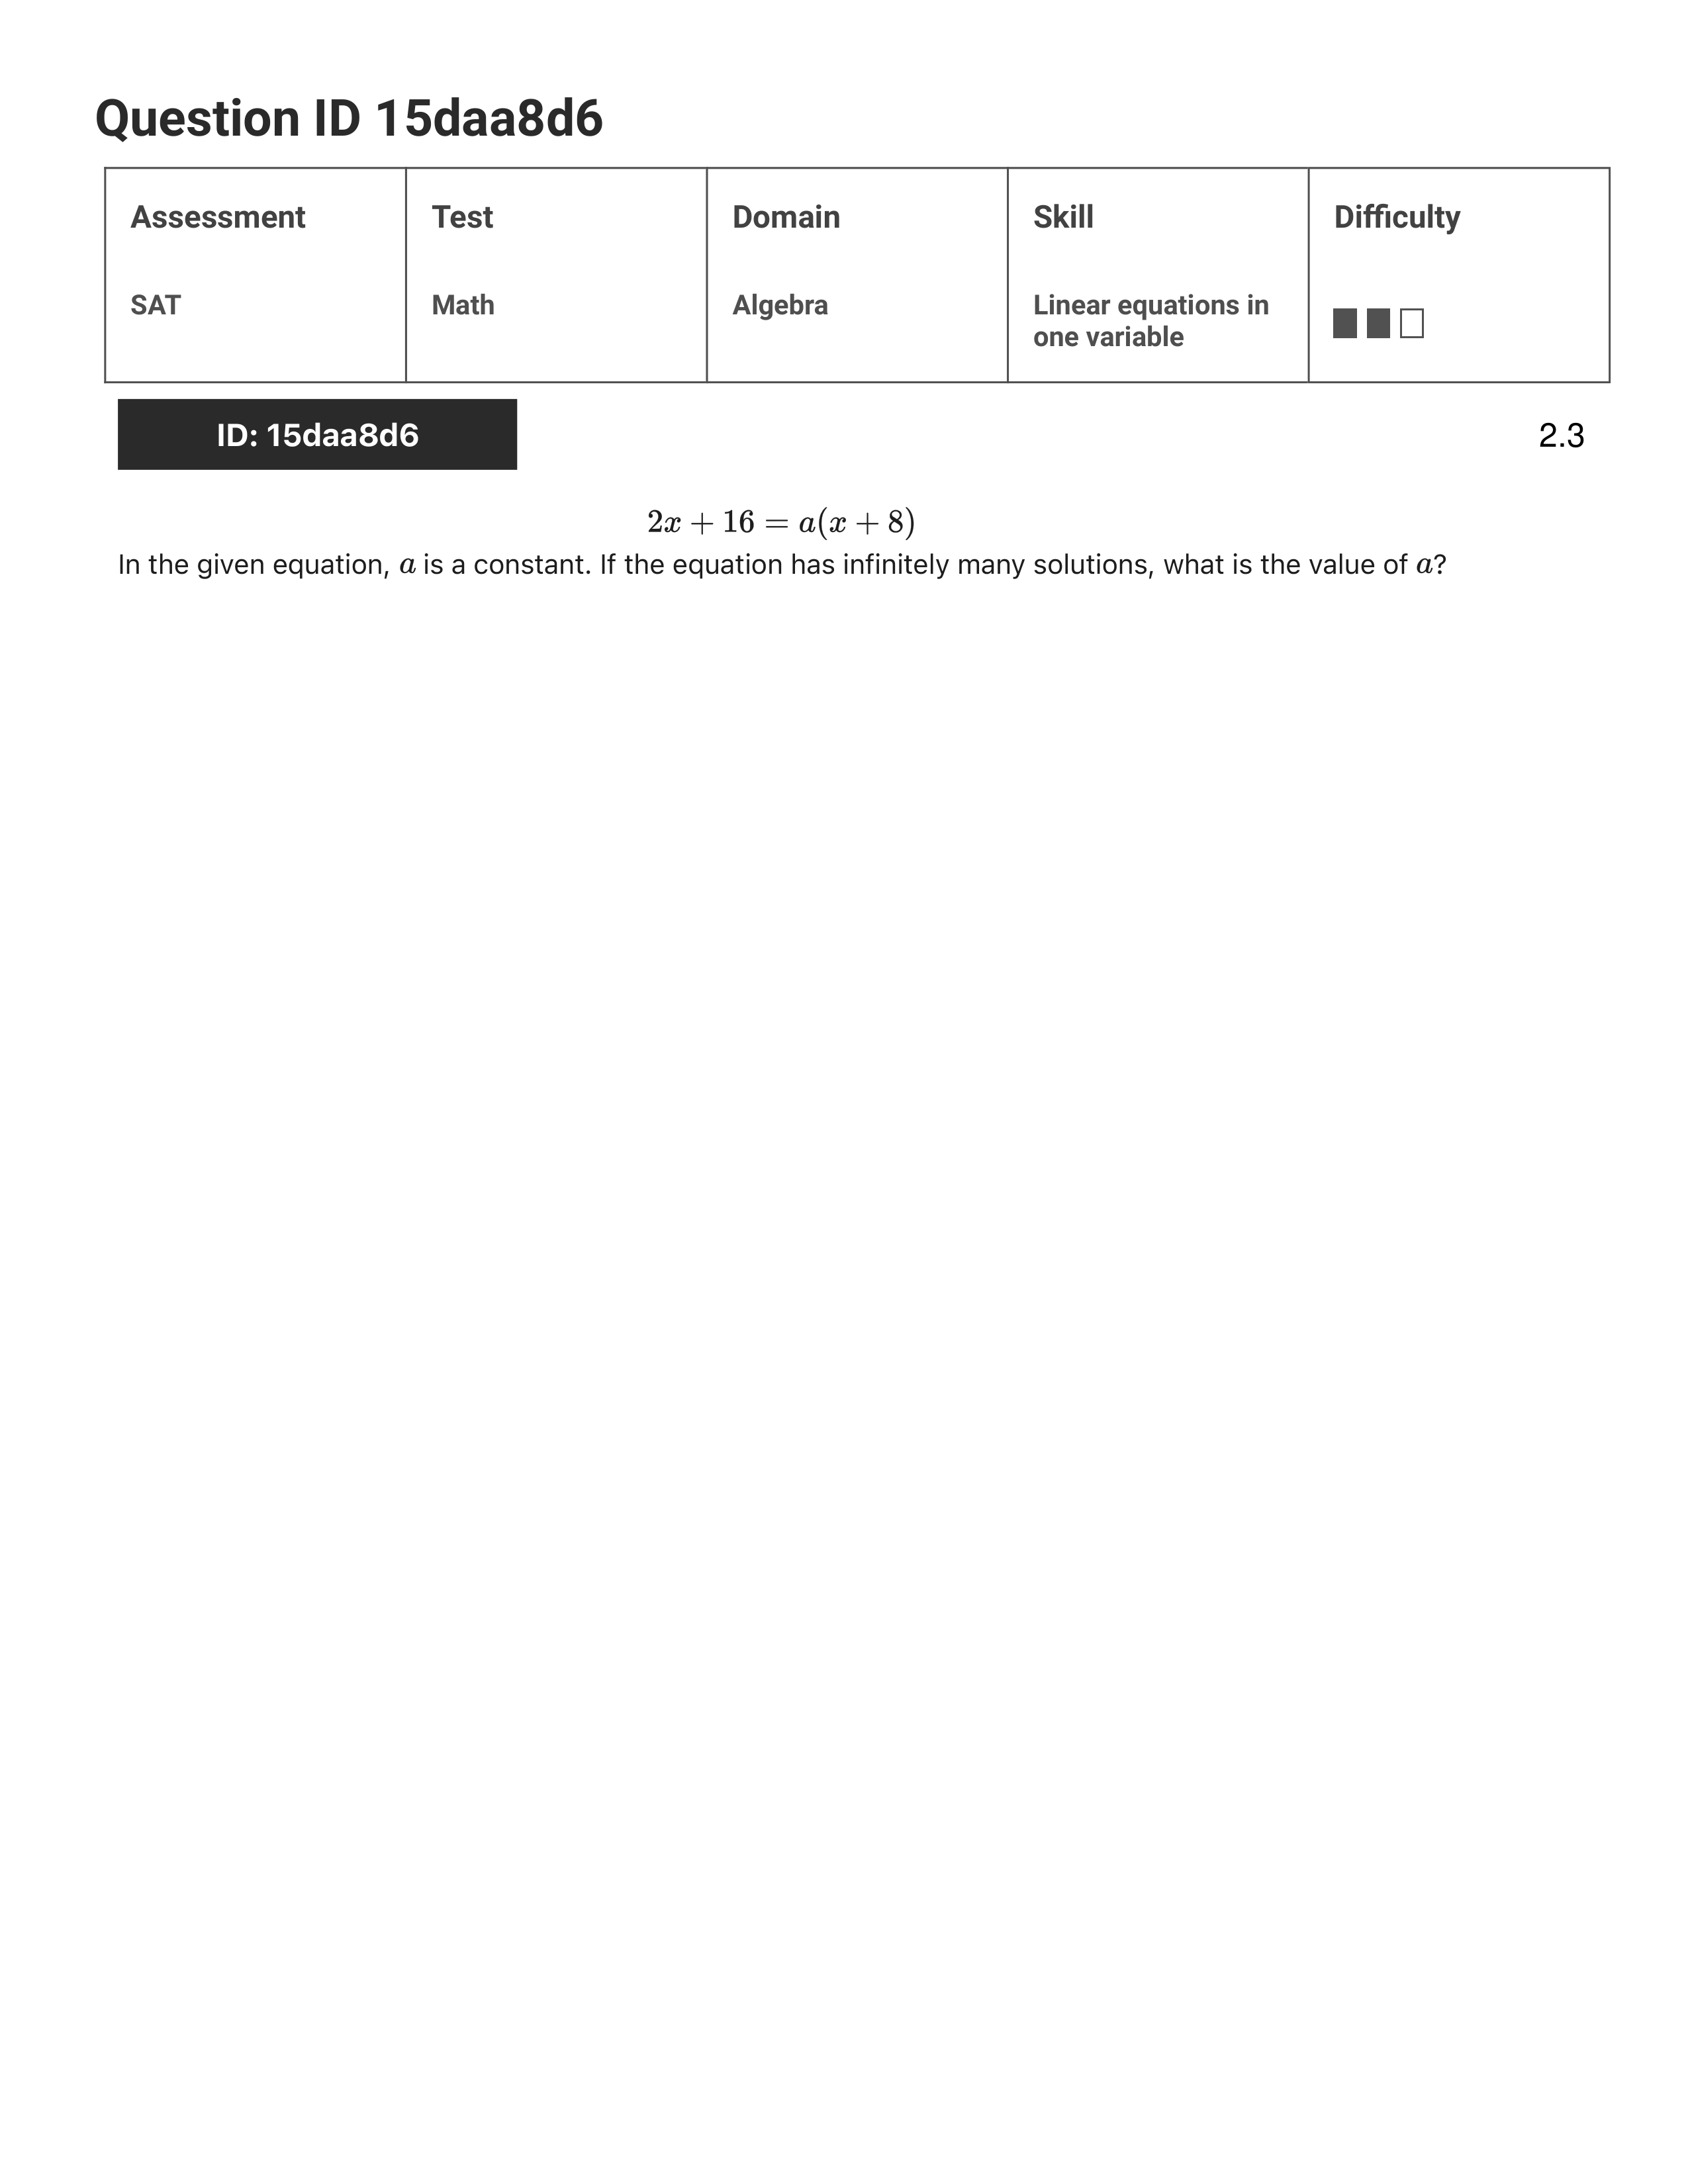 Question ID 15daa8d6
Assessment Test Domain Skill Difficulty
SAT Math Algebra Linear equations in
one variable
ID: 15daa8d6 2.3
2x + 16 = a(x + 8)
In the given equation, a is a constant. If the equation has infinitely many solutions, what is the value of a?